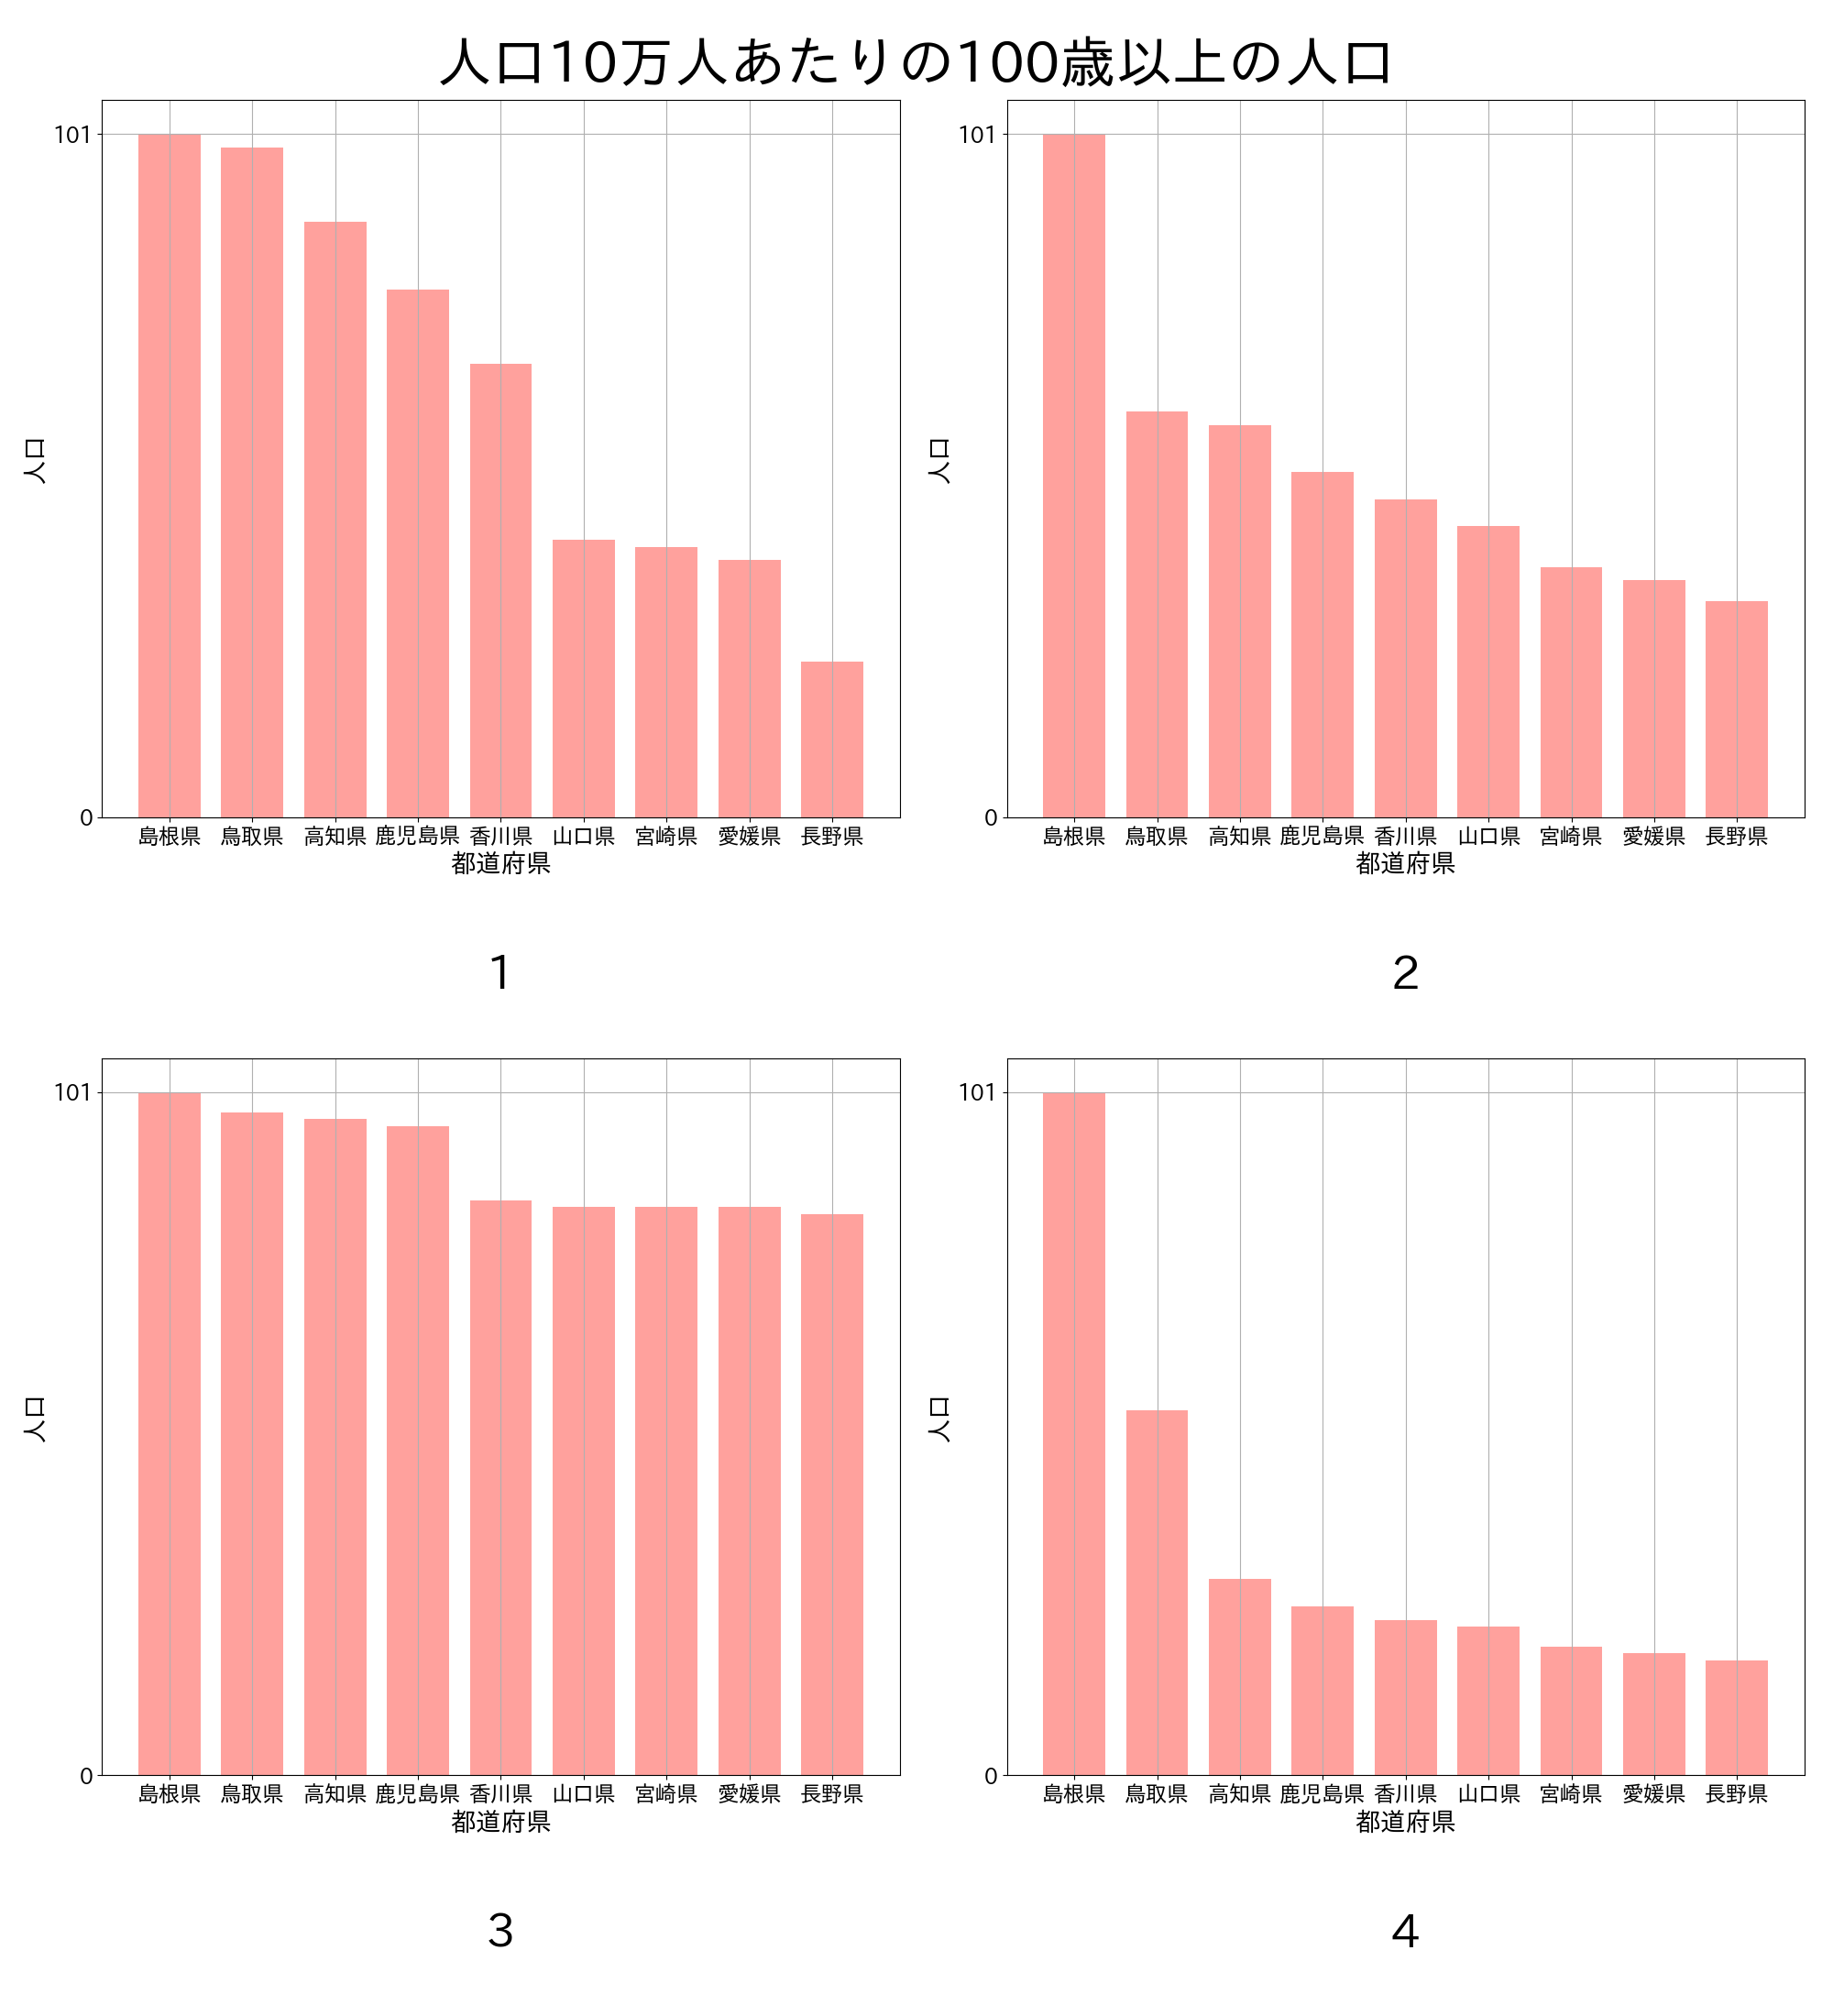 人口10万人あたりの100歳以上の人口
101
0
人口
島根県 鳥取県 高知県 鹿児島県 香川県 山口県 宮崎県 愛媛県 長野県
都道府県
1
101
0
人口
島根県 鳥取県 高知県 鹿児島県 香川県 山口県 宮崎県 愛媛県 長野県
都道府県
2
101
0
人口
島根県 鳥取県 高知県 鹿児島県 香川県 山口県 宮崎県 愛媛県 長野県
都道府県
3
101
0
人口
島根県 鳥取県 高知県 鹿児島県 香川県 山口県 宮崎県 愛媛県 長野県
都道府県
4